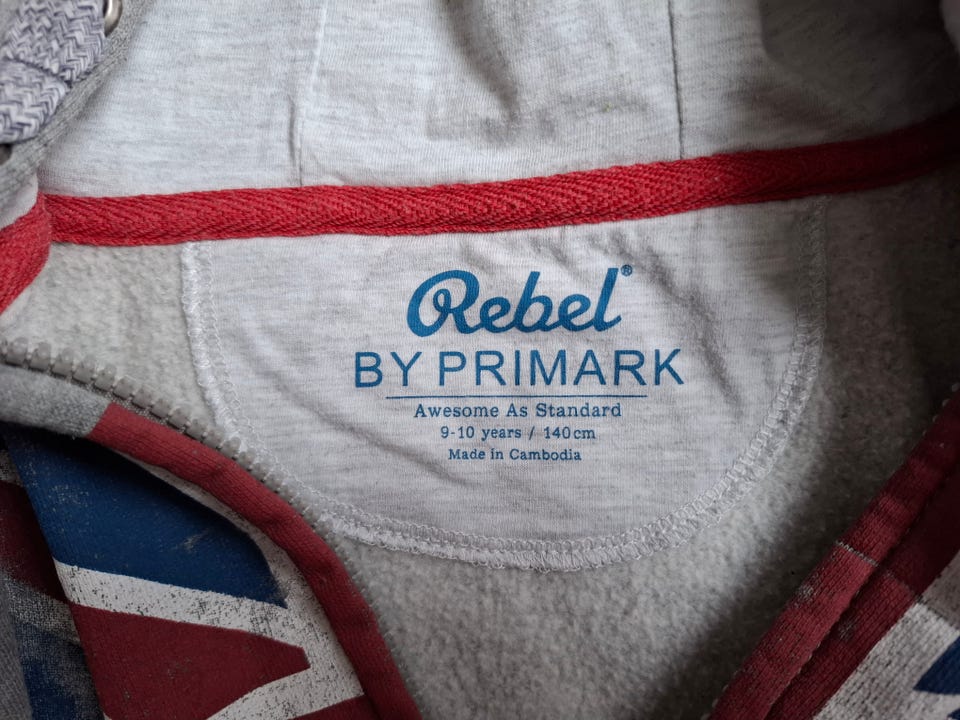 Rebel®
BY PRIMARK
Awesome As Standard
9-10 years / 140cm
Made in Cambodia